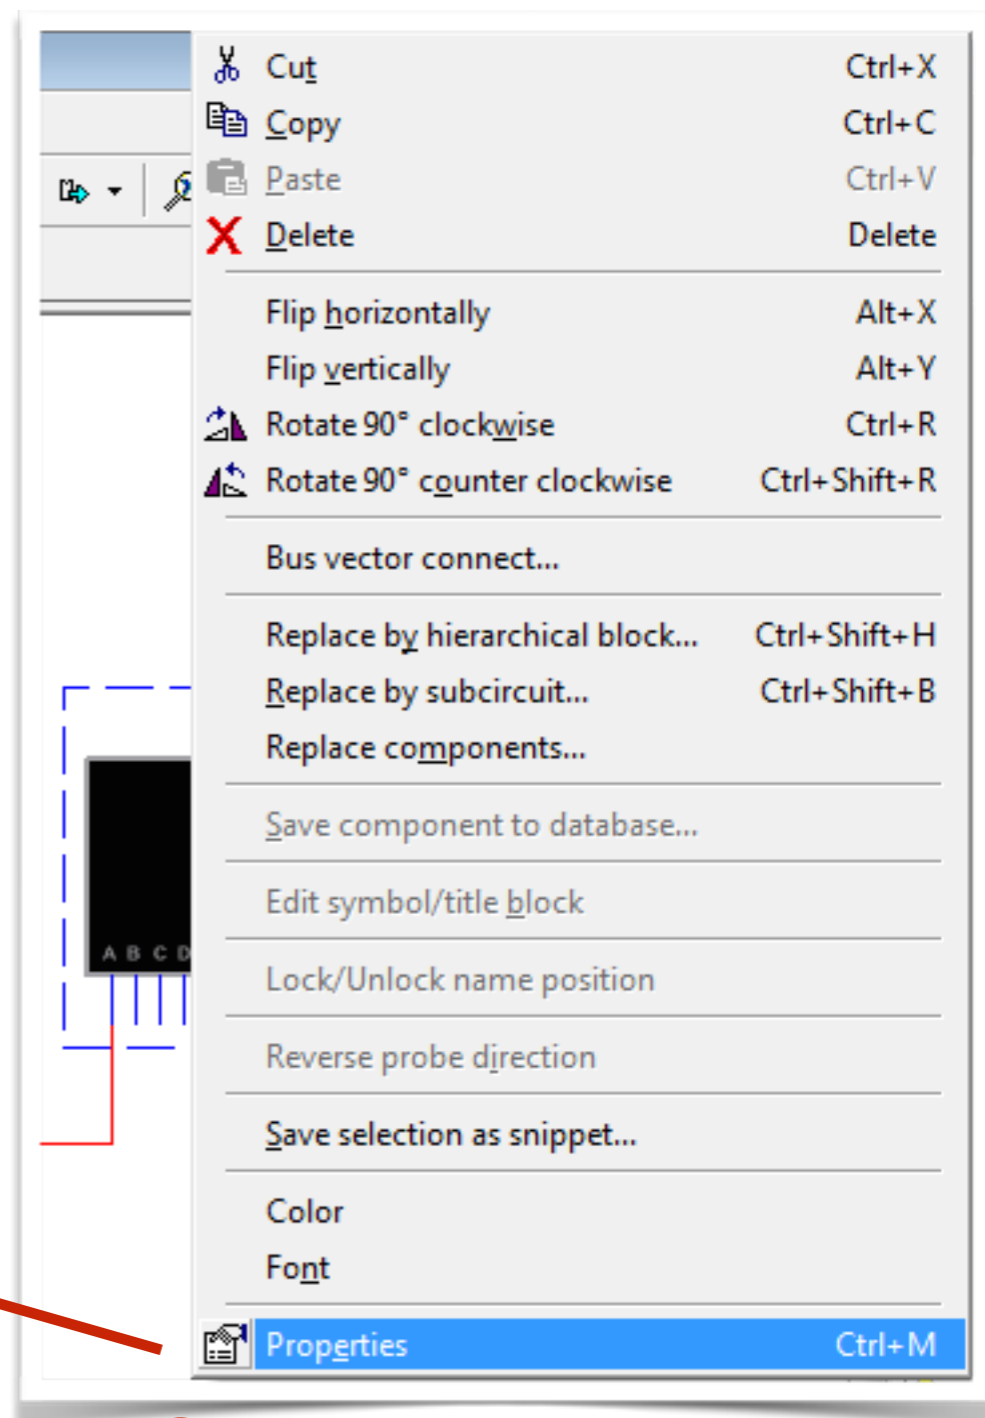 Cut Ctrl+X
Copy Ctrl+C
Paste Ctrl+V
Delete Delete
Flip horizontally Alt+X
Flip vertically Alt+Y
Rotate 90° clockwise Ctrl+R
Rotate 90° counter clockwise Ctrl+Shift+R
Bus vector connect...
Replace by hierarchical block... Ctrl+Shift+H
Replace by subcircuit... Ctrl+Shift+B
Replace components...
Save component to database...
Edit symbol/title block
A B C D
Lock/Unlock name position
Reverse probe direction
Save selection as snippet...
Color
Font
Properties Ctrl+M